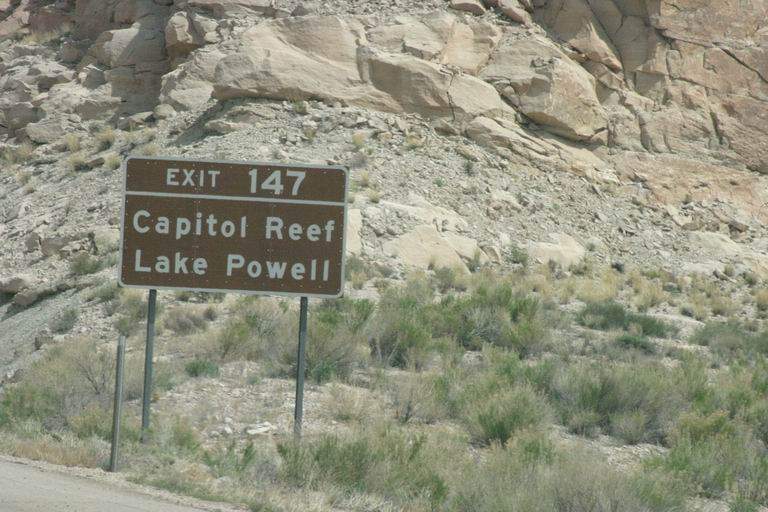 EXIT 147
Capitol Reef
Lake Powell